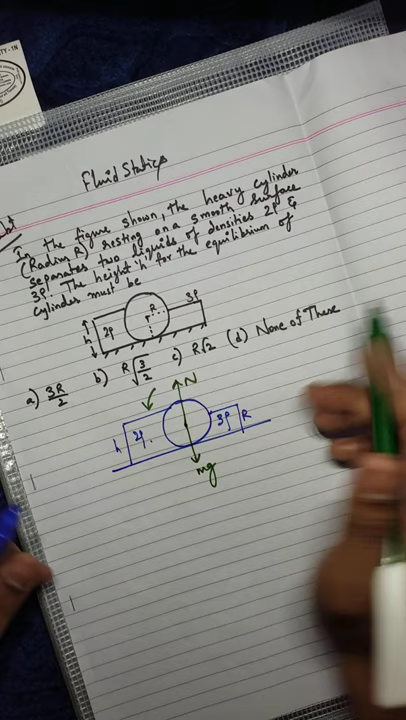 Fluid Statics
In the figure shown, the heavy cylinder
(Radius R) resting on a smooth surface
separates two liquids of densities 2ρ &
3ρ. The height 'h' for the equilibrium of
cylinder must be
h 2ρ R 3ρ
a) 3R/2 b) R√(3/2) c) R√2 (d) None of These
N
h 2ρ 3ρ R
mg